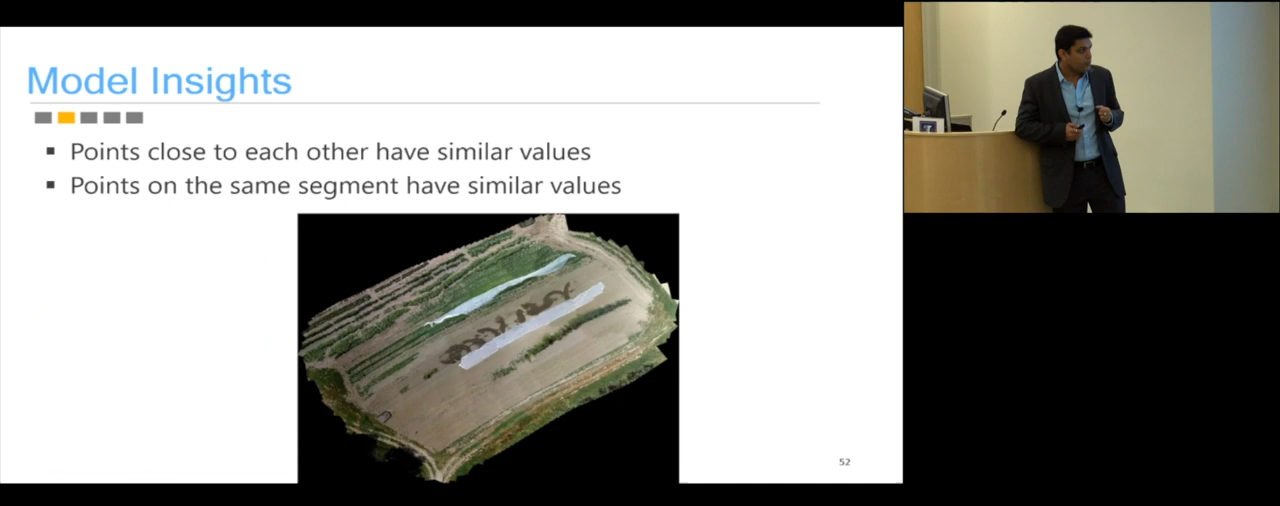 Model Insights
Points close to each other have similar values
Points on the same segment have similar values
52